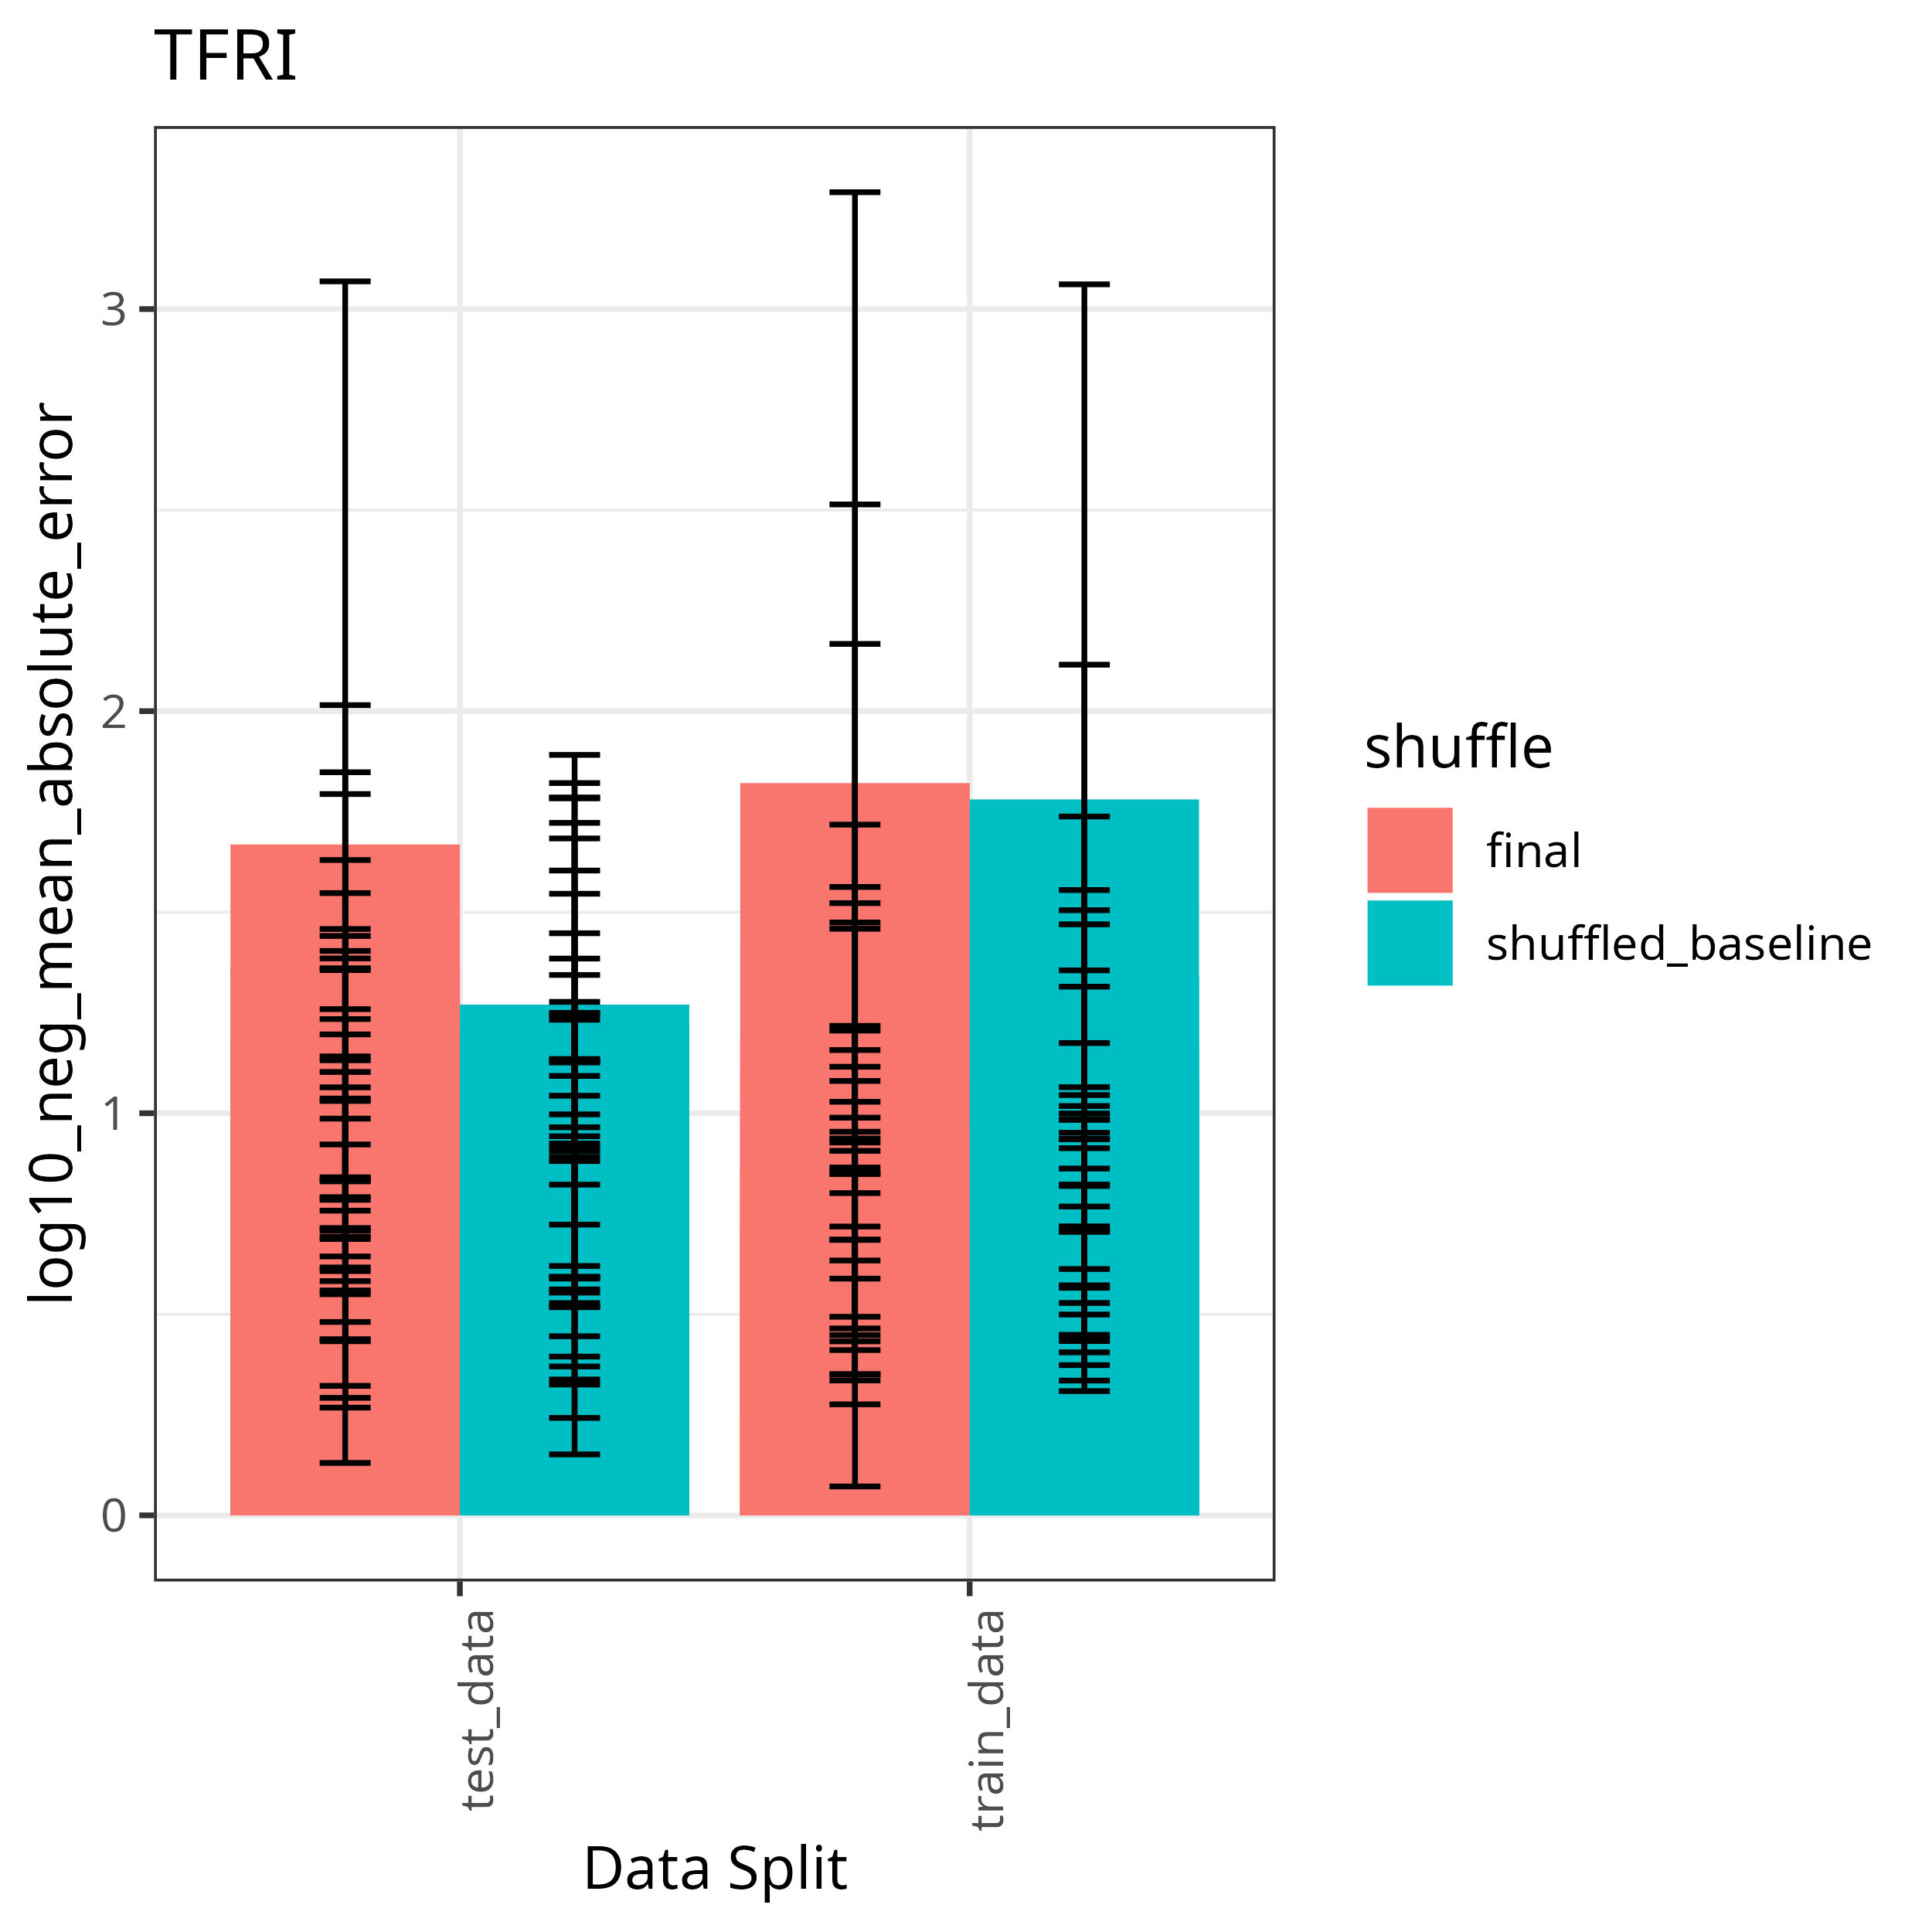 TFRI
log10_neg_mean_absolute_error
3
2
1
0
test_data
train_data
Data Split
shuffle
final
shuffled_baseline